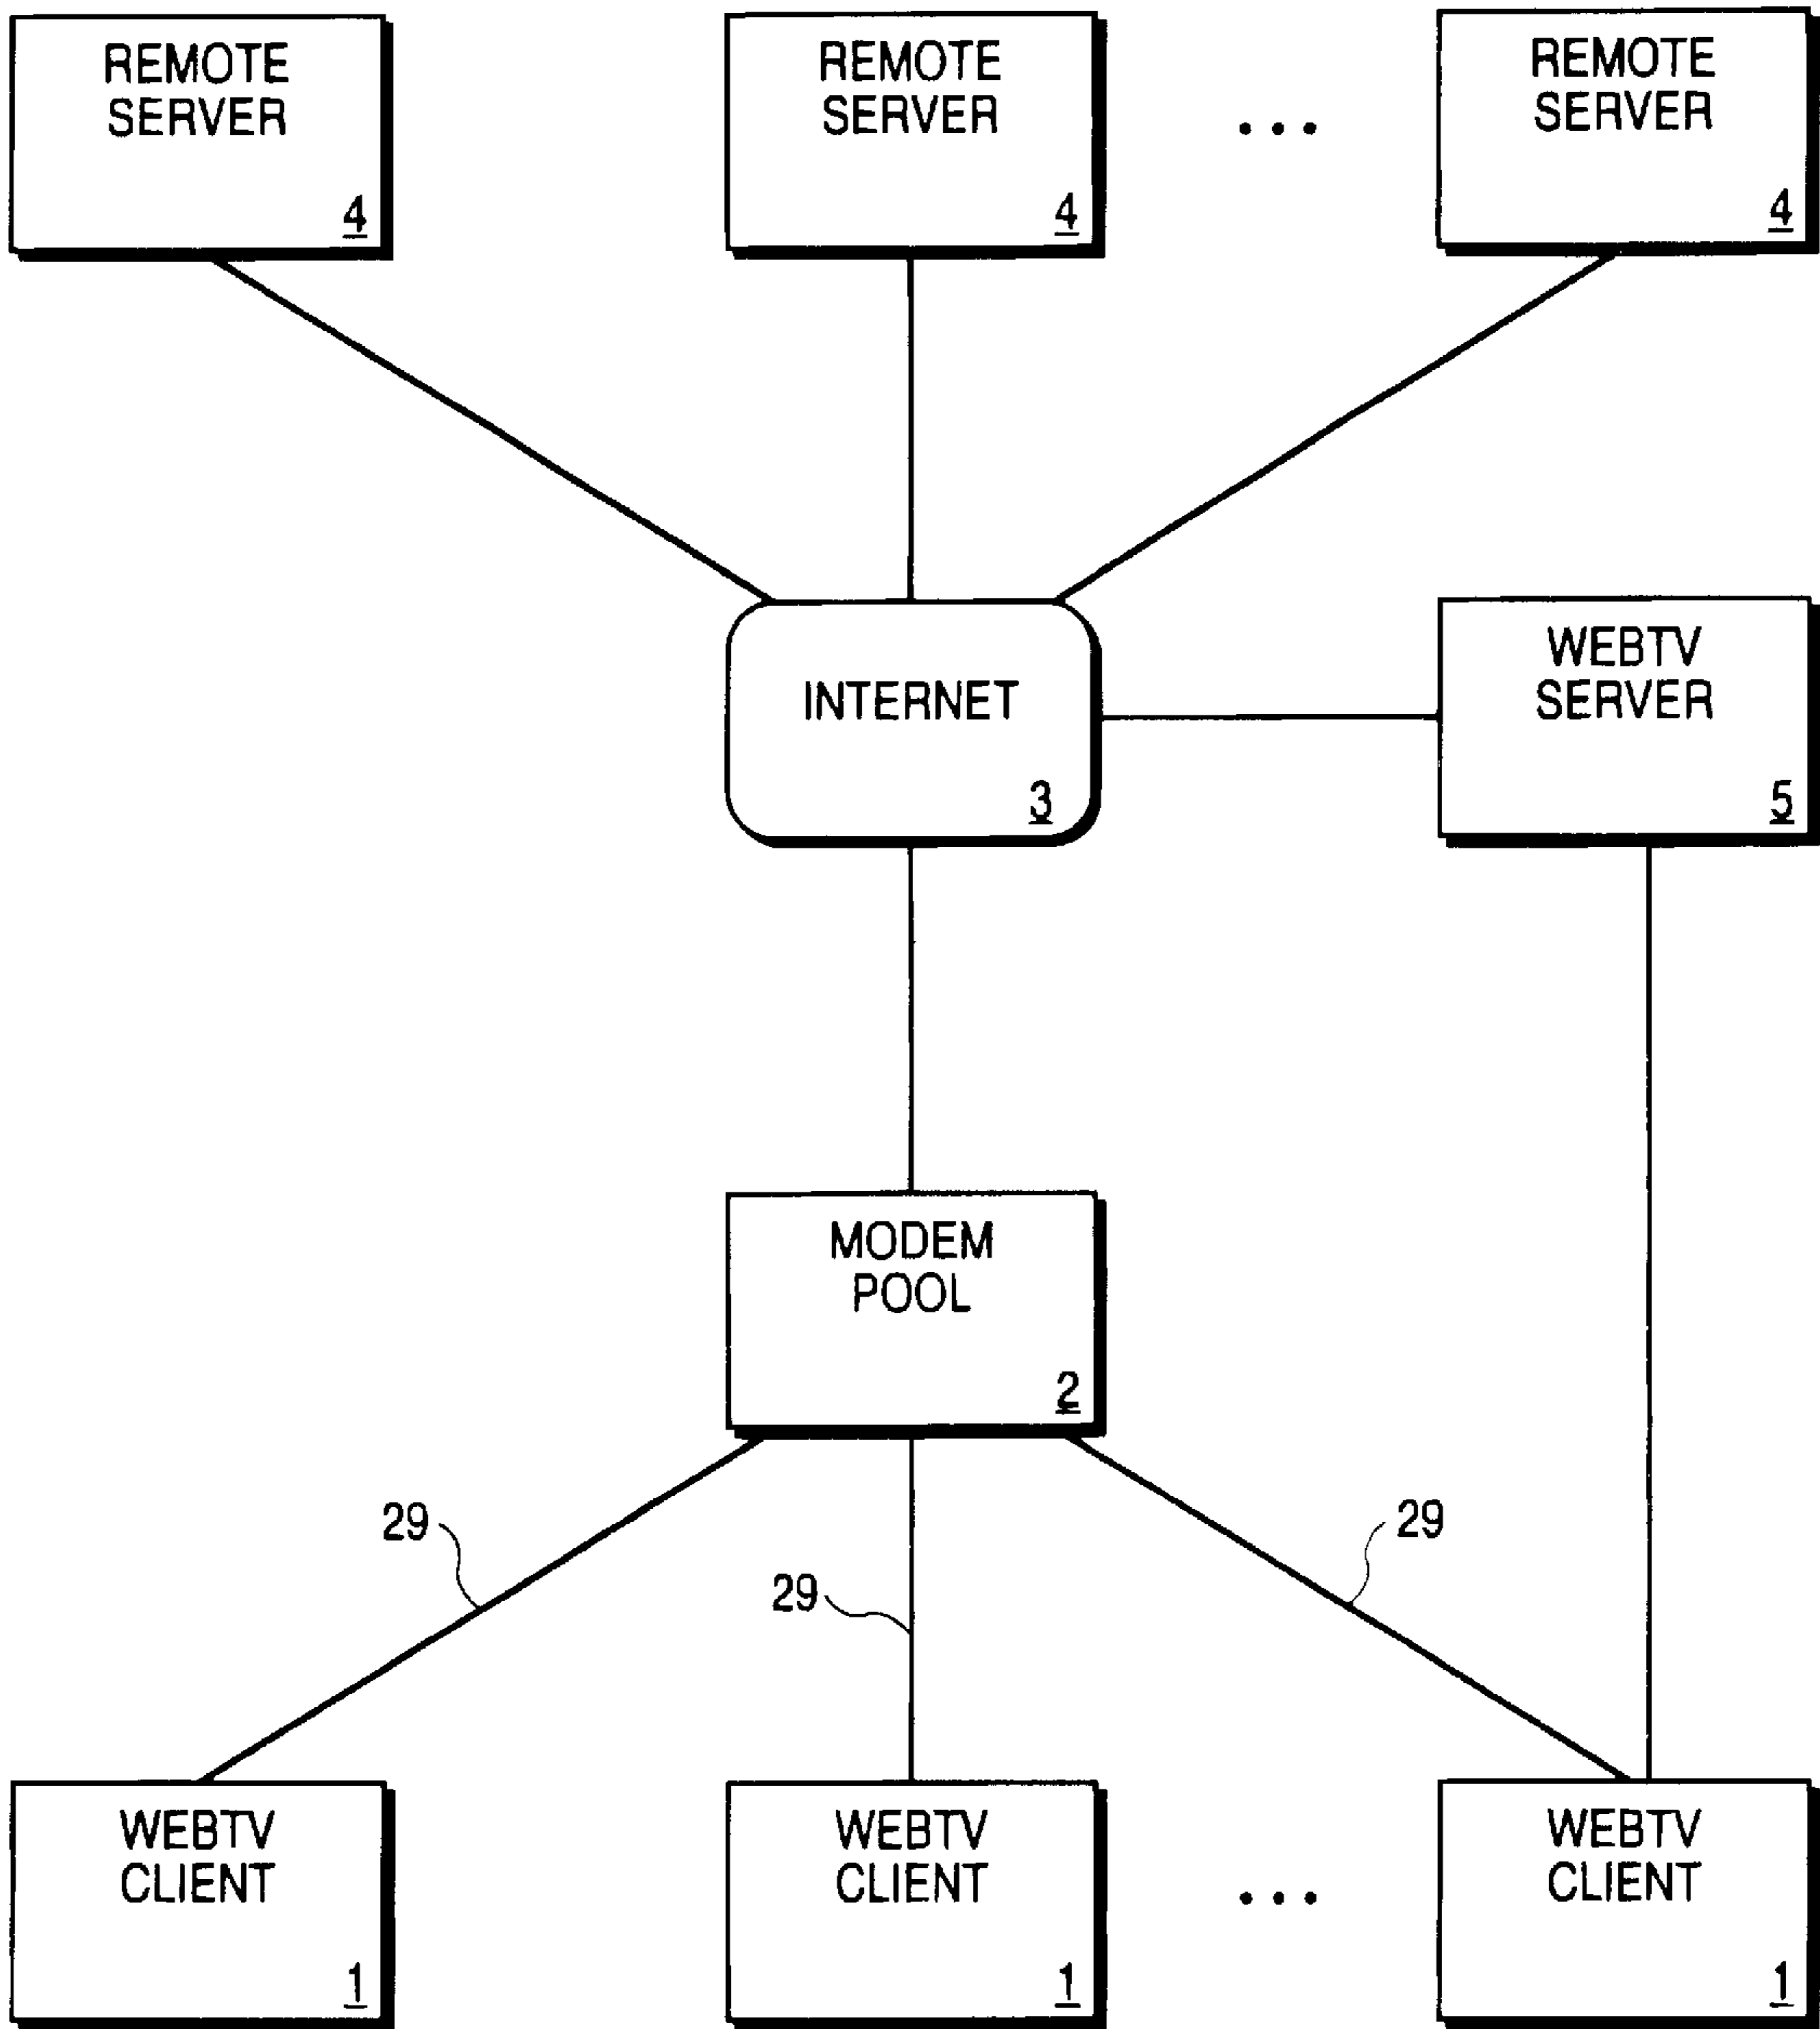 REMOTE
SERVER
4
REMOTE
SERVER
4
...
REMOTE
SERVER
4
INTERNET
3
WEBTV
SERVER
5
MODEM
POOL
2
29
29
29
WEBTV
CLIENT
1
WEBTV
CLIENT
1
...
WEBTV
CLIENT
1